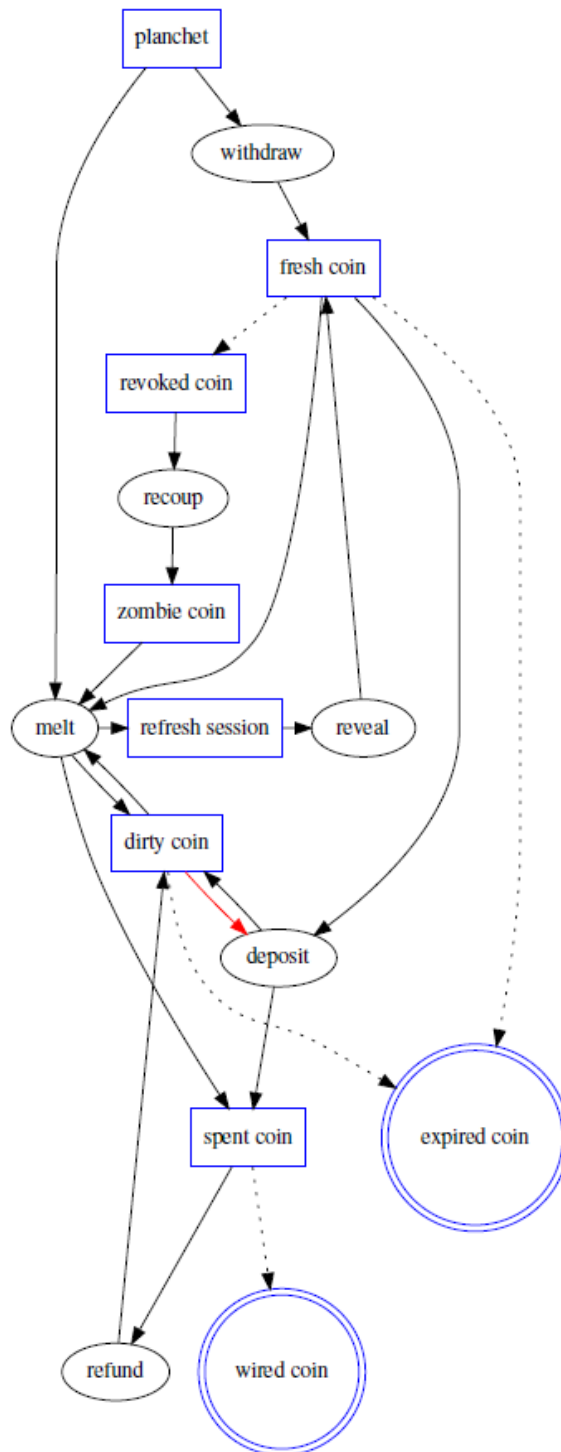 planchet
withdraw
fresh coin
revoked coin
recoup
zombie coin
melt
refresh session
reveal
dirty coin
deposit
spent coin
expired coin
refund
wired coin